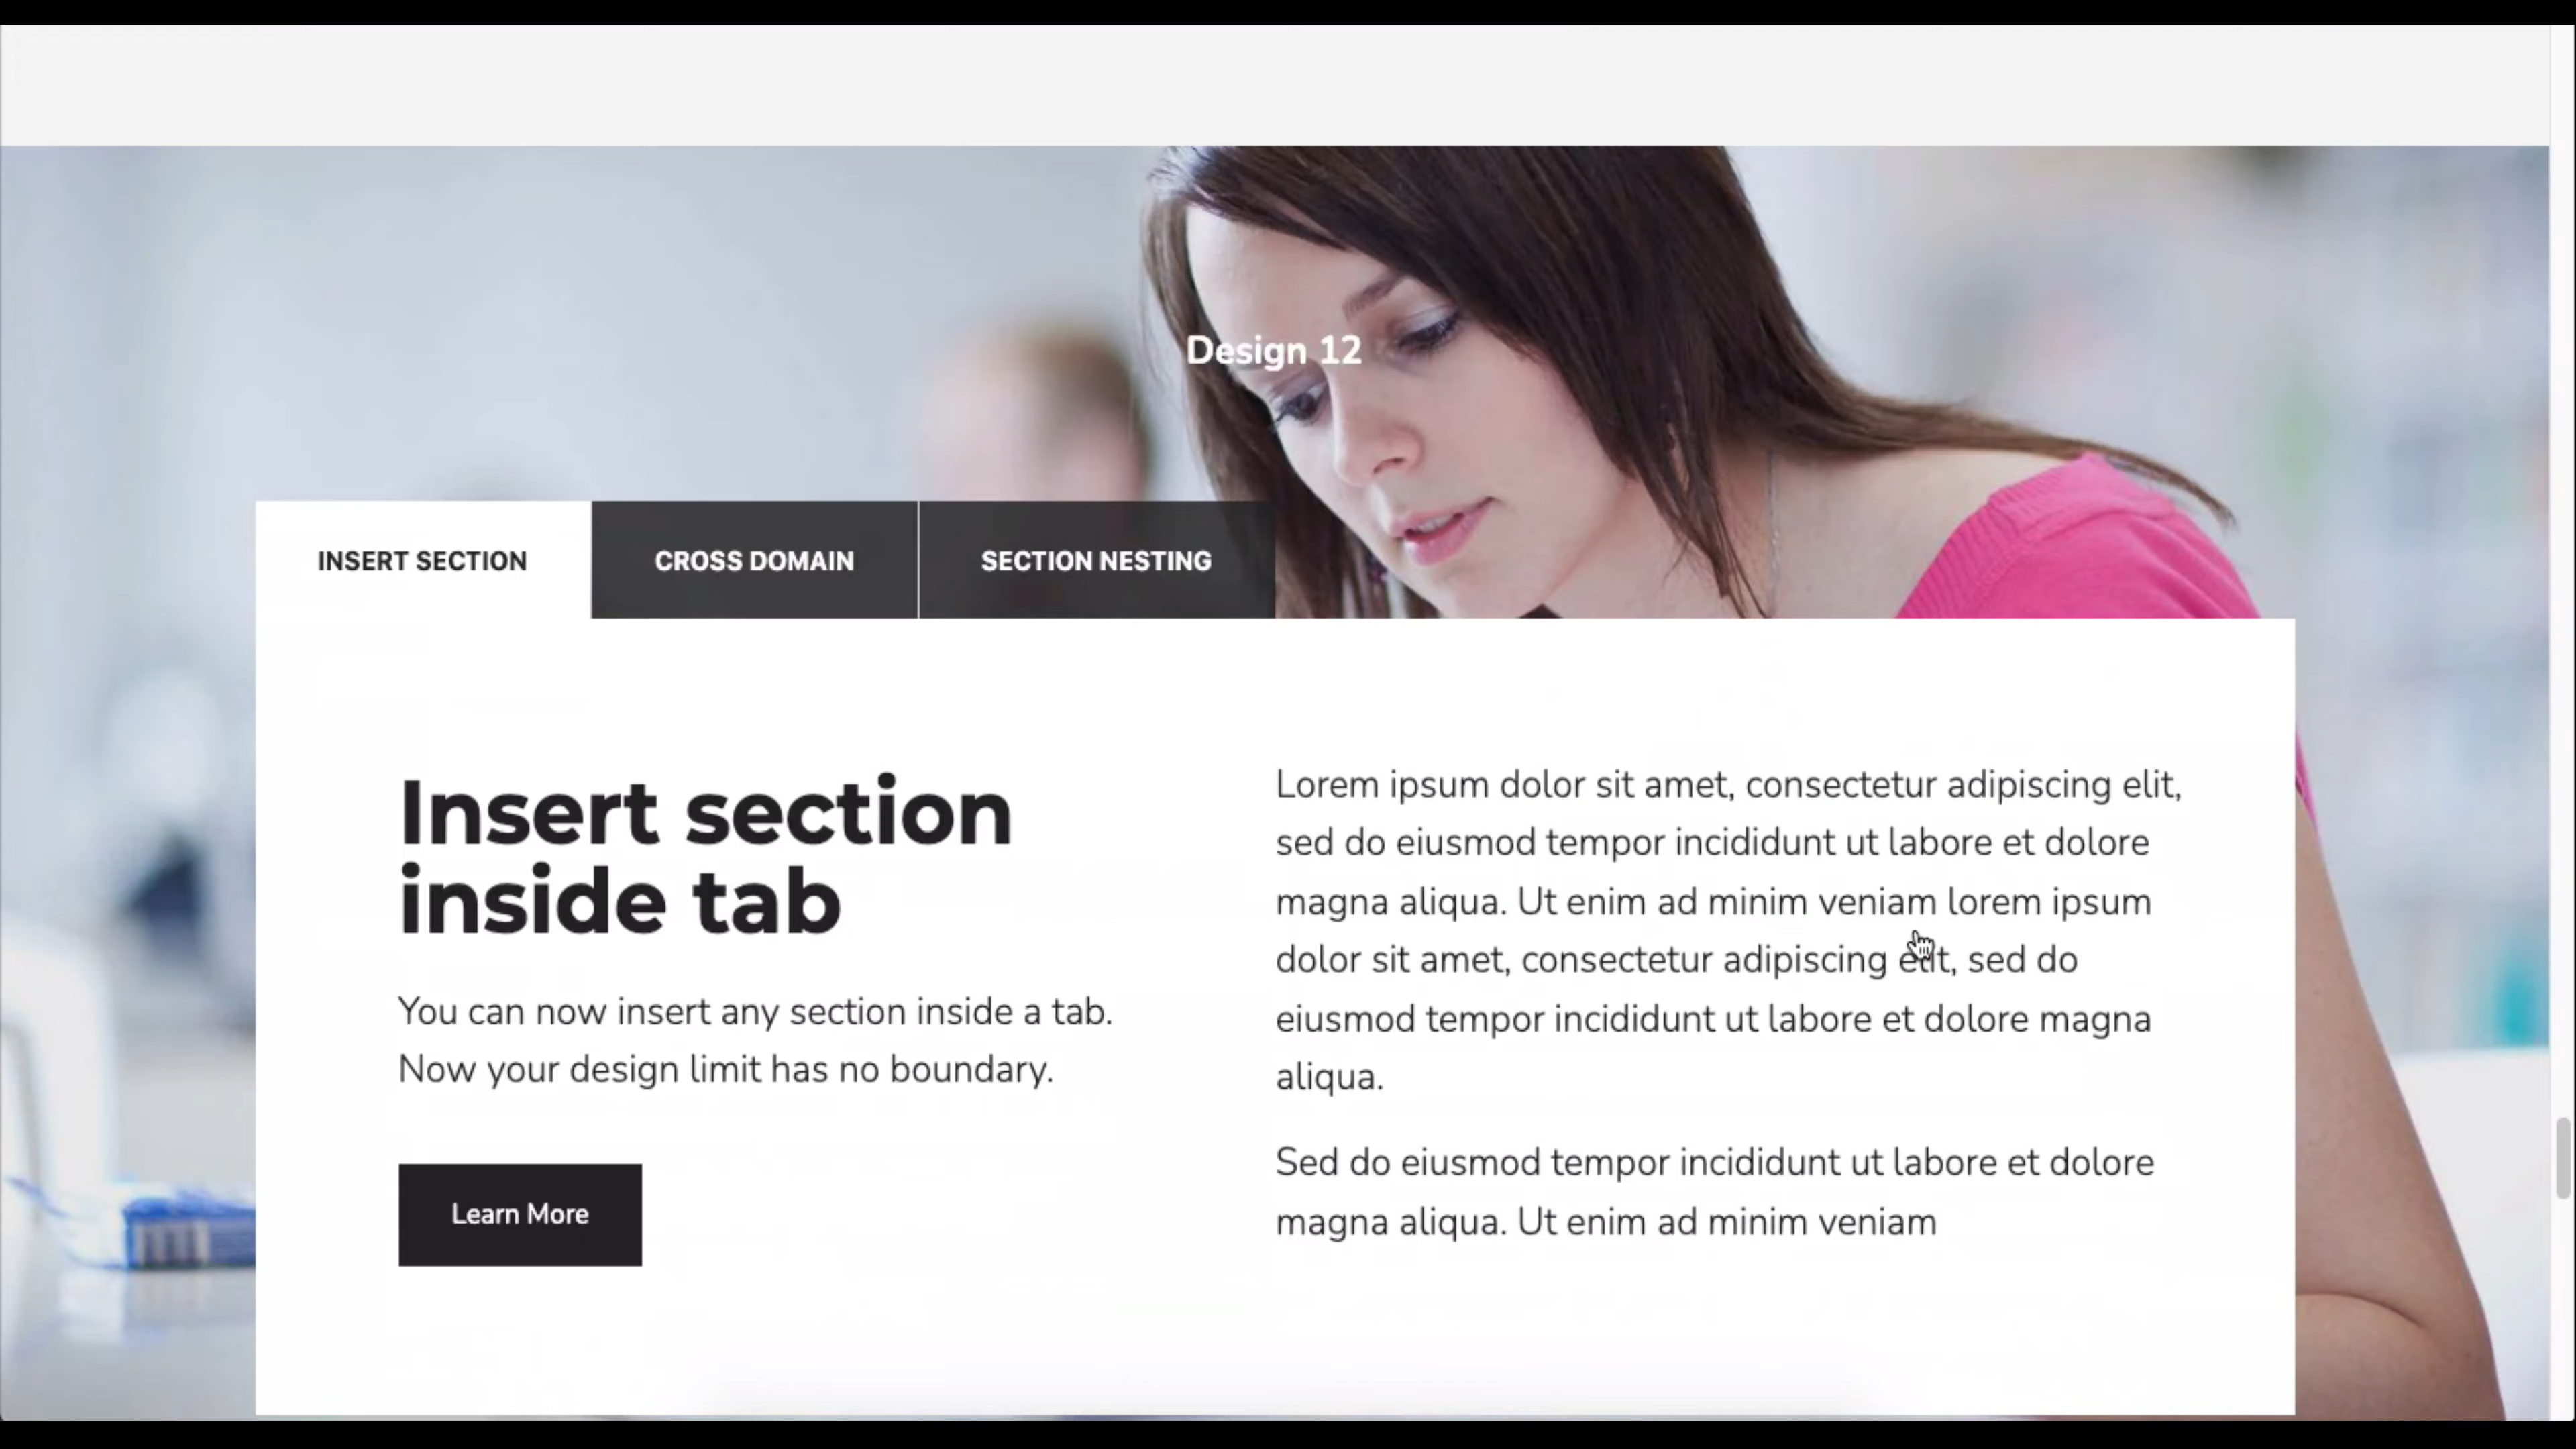 Design 12
INSERT SECTION
CROSS DOMAIN
SECTION NESTING
Insert section
inside tab
You can now insert any section inside a tab.
Now your design limit has no boundary.
Learn More
Lorem ipsum dolor sit amet, consectetur adipiscing elit,
sed do eiusmod tempor incididunt ut labore et dolore
magna aliqua. Ut enim ad minim veniam lorem ipsum
dolor sit amet, consectetur adipiscing elit, sed do
eiusmod tempor incididunt ut labore et dolore magna
aliqua.
Sed do eiusmod tempor incididunt ut labore et dolore
magna aliqua. Ut enim ad minim veniam